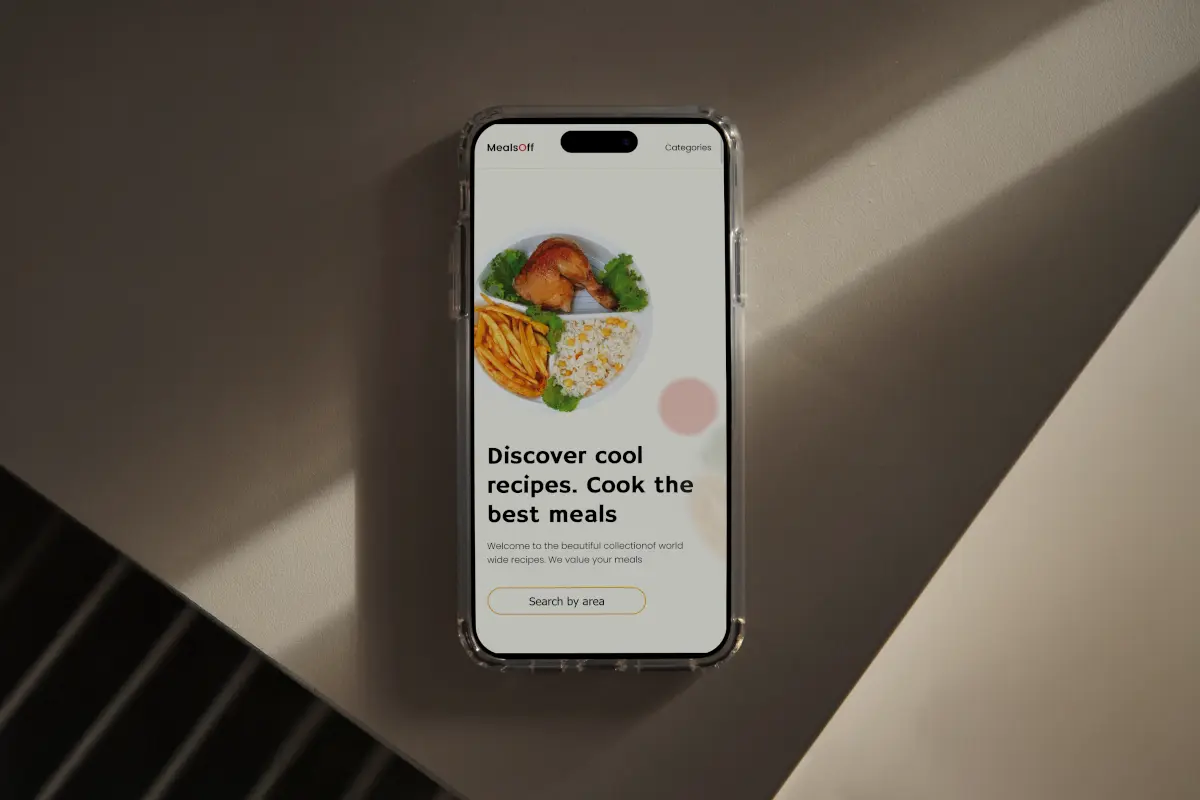 MealsOff
Categories
Discover cool
recipes. Cook the
best meals
Welcome to the beautiful collectionof world
wide recipes. We value your meals
Search by area